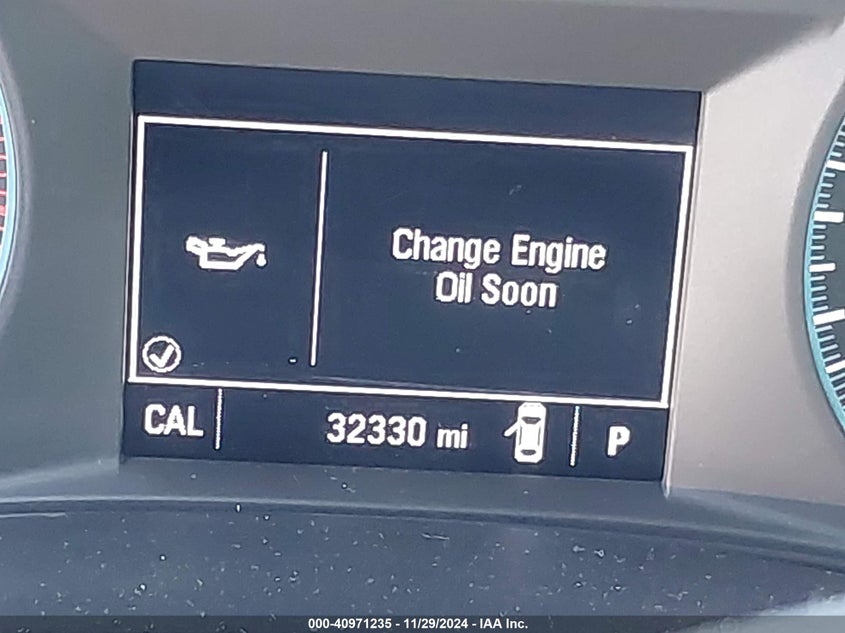 Change Engine
Oil Soon
CAL 32330 mi P
000-40971235 - 11/29/2024 - IAA Inc.